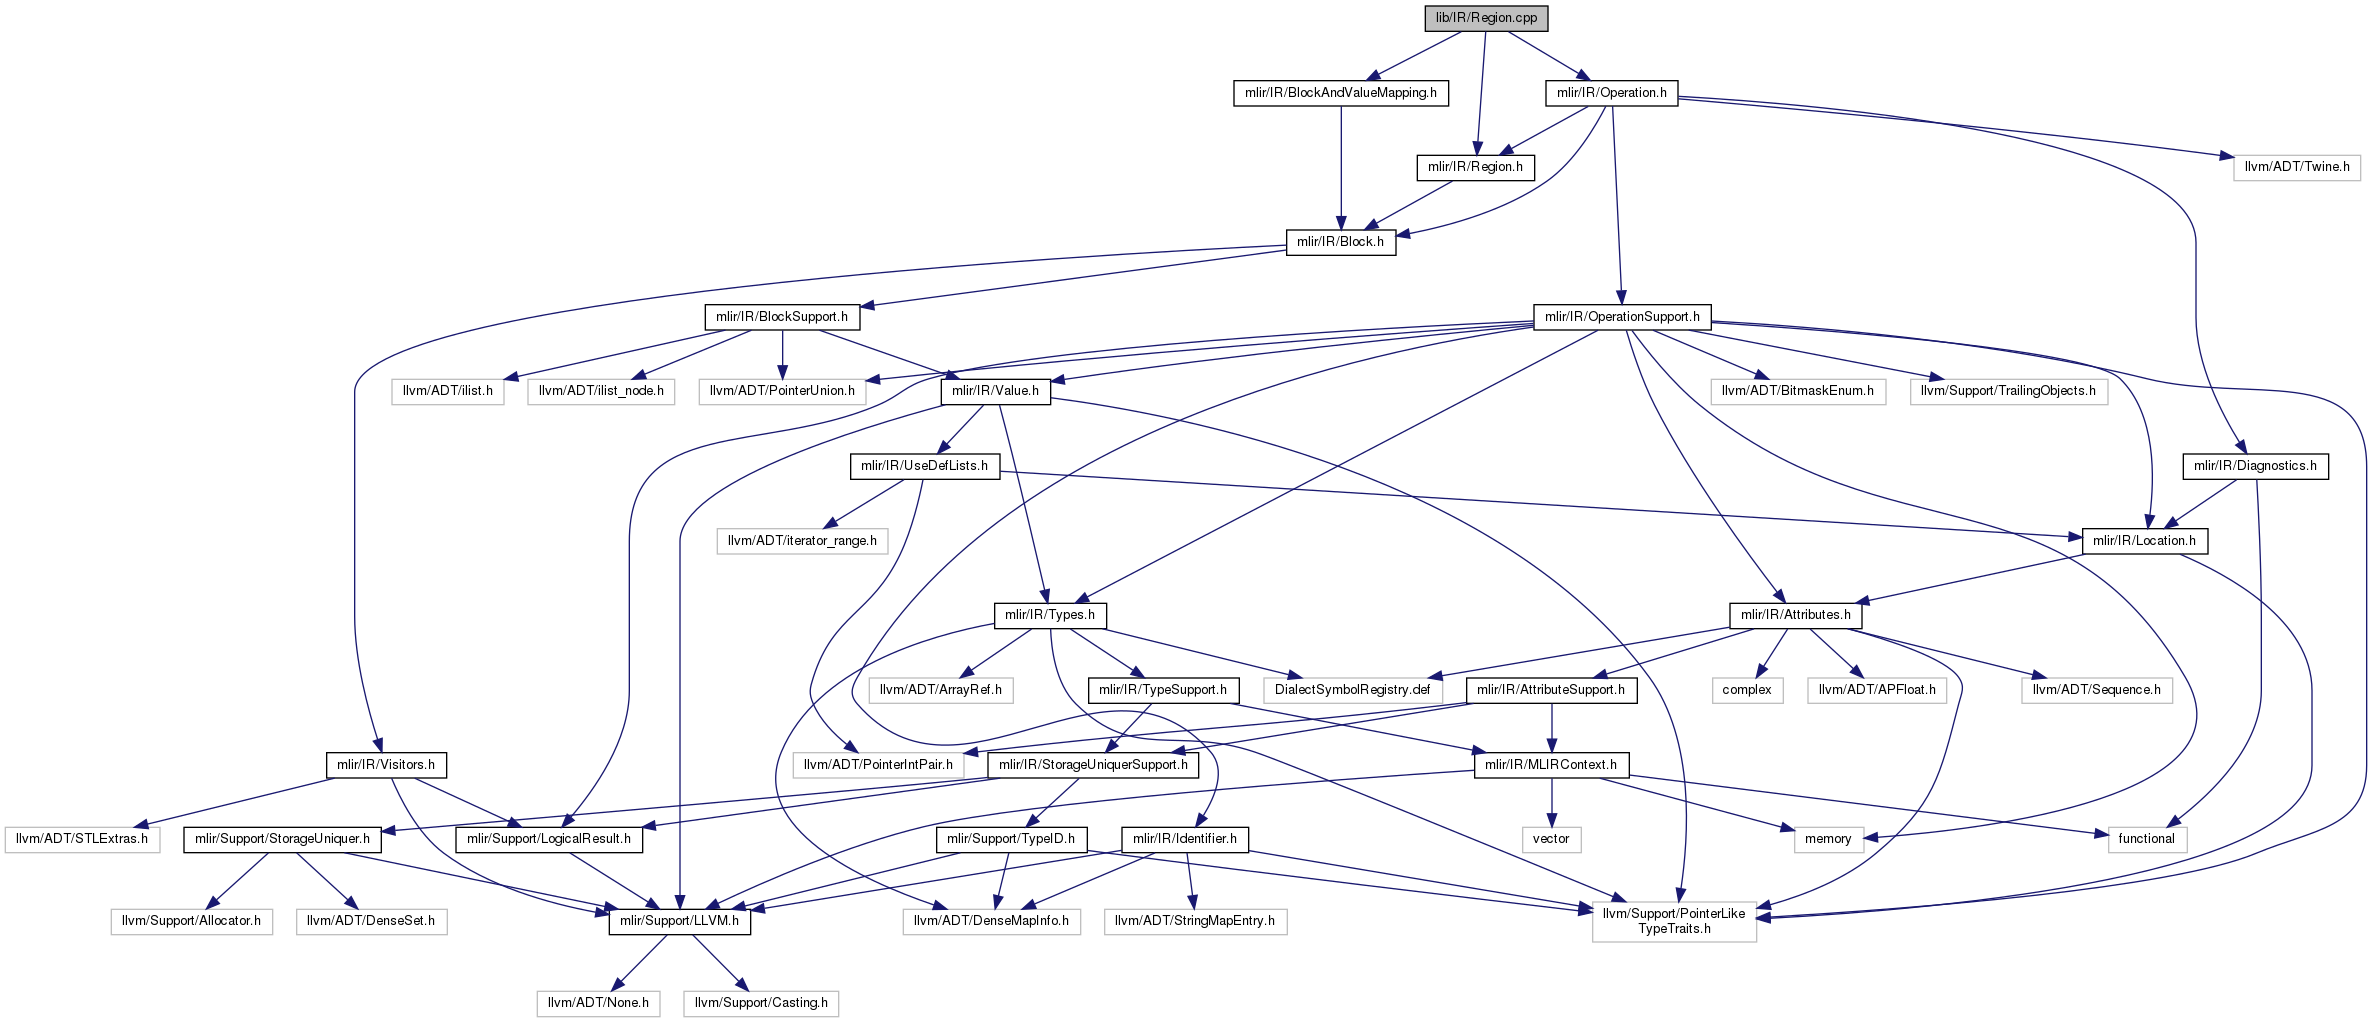 lib/IR/Region.cpp
mlir/IR/BlockAndValueMapping.h
mlir/IR/Operation.h
mlir/IR/Region.h
llvm/ADT/Twine.h
mlir/IR/Block.h
mlir/IR/BlockSupport.h
mlir/IR/OperationSupport.h
llvm/ADT/ilist.h
llvm/ADT/ilist_node.h
llvm/ADT/PointerUnion.h
mlir/IR/Value.h
llvm/ADT/BitmaskEnum.h
llvm/Support/TrailingObjects.h
mlir/IR/UseDefLists.h
mlir/IR/Diagnostics.h
llvm/ADT/iterator_range.h
mlir/IR/Location.h
mlir/IR/Types.h
mlir/IR/Attributes.h
llvm/ADT/ArrayRef.h
mlir/IR/TypeSupport.h
DialectSymbolRegistry.def
mlir/IR/AttributeSupport.h
complex
llvm/ADT/APFloat.h
llvm/ADT/Sequence.h
mlir/IR/Visitors.h
llvm/ADT/PointerIntPair.h
mlir/IR/StorageUniquerSupport.h
mlir/IR/MLIRContext.h
llvm/ADT/STLExtras.h
mlir/Support/StorageUniquer.h
mlir/Support/LogicalResult.h
mlir/Support/TypeID.h
mlir/IR/Identifier.h
vector
memory
functional
llvm/Support/Allocator.h
llvm/ADT/DenseSet.h
mlir/Support/LLVM.h
llvm/ADT/DenseMapInfo.h
llvm/ADT/StringMapEntry.h
llvm/Support/PointerLike
TypeTraits.h
llvm/ADT/None.h
llvm/Support/Casting.h